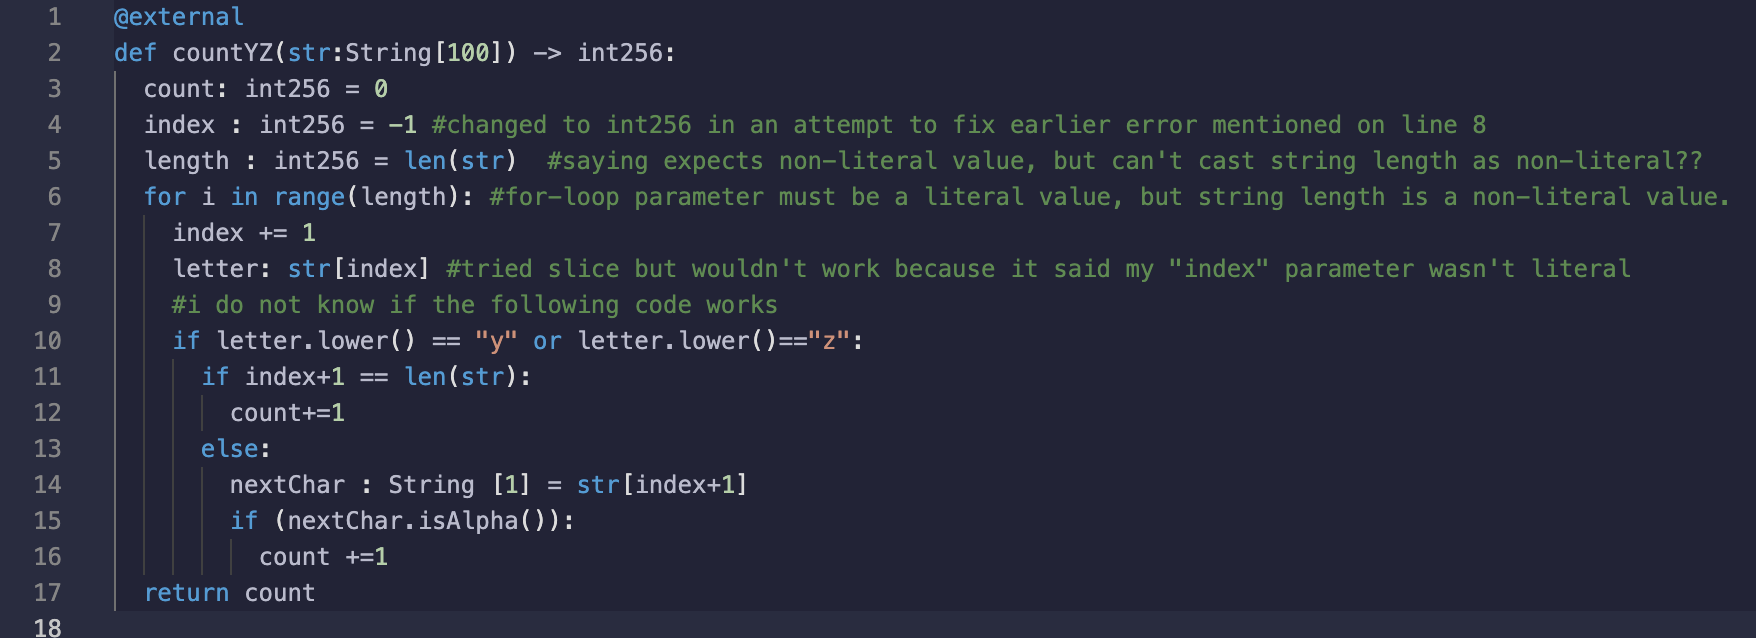 1 @external
2 def countYZ(str:String[100]) -> int256:
3 count: int256 = 0
4 index : int256 = -1 #changed to int256 in an attempt to fix earlier error mentioned on line 8
5 length : int256 = len(str)  #saying expects non-literal value, but can't cast string length as non-literal??
6 for i in range(length): #for-loop parameter must be a literal value, but string length is a non-literal value.
7 index += 1
8 letter: str[index] #tried slice but wouldn't work because it said my "index" parameter wasn't literal
9 #i do not know if the following code works
10 if letter.lower() == "y" or letter.lower()=="z":
11 if index+1 == len(str):
12 count+=1
13 else:
14 nextChar : String [1] = str[index+1]
15 if (nextChar.isAlpha()):
16 count +=1
17 return count
18